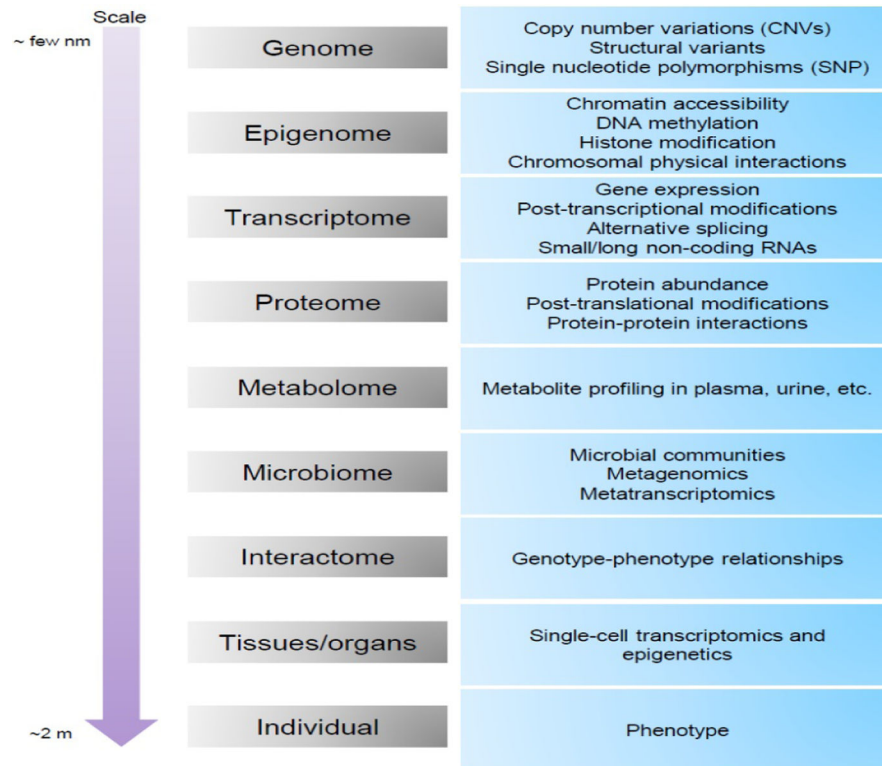 Scale
~ few nm
Genome
Copy number variations (CNVs)
Structural variants
Single nucleotide polymorphisms (SNP)
Epigenome
Chromatin accessibility
DNA methylation
Histone modification
Chromosomal physical interactions
Transcriptome
Gene expression
Post-transcriptional modifications
Alternative splicing
Small/long non-coding RNAs
Proteome
Protein abundance
Post-translational modifications
Protein-protein interactions
Metabolome
Metabolite profiling in plasma, urine, etc.
Microbiome
Microbial communities
Metagenomics
Metatranscriptomics
Interactome
Genotype-phenotype relationships
Tissues/organs
Single-cell transcriptomics and
epigenetics
~2 m
Individual
Phenotype